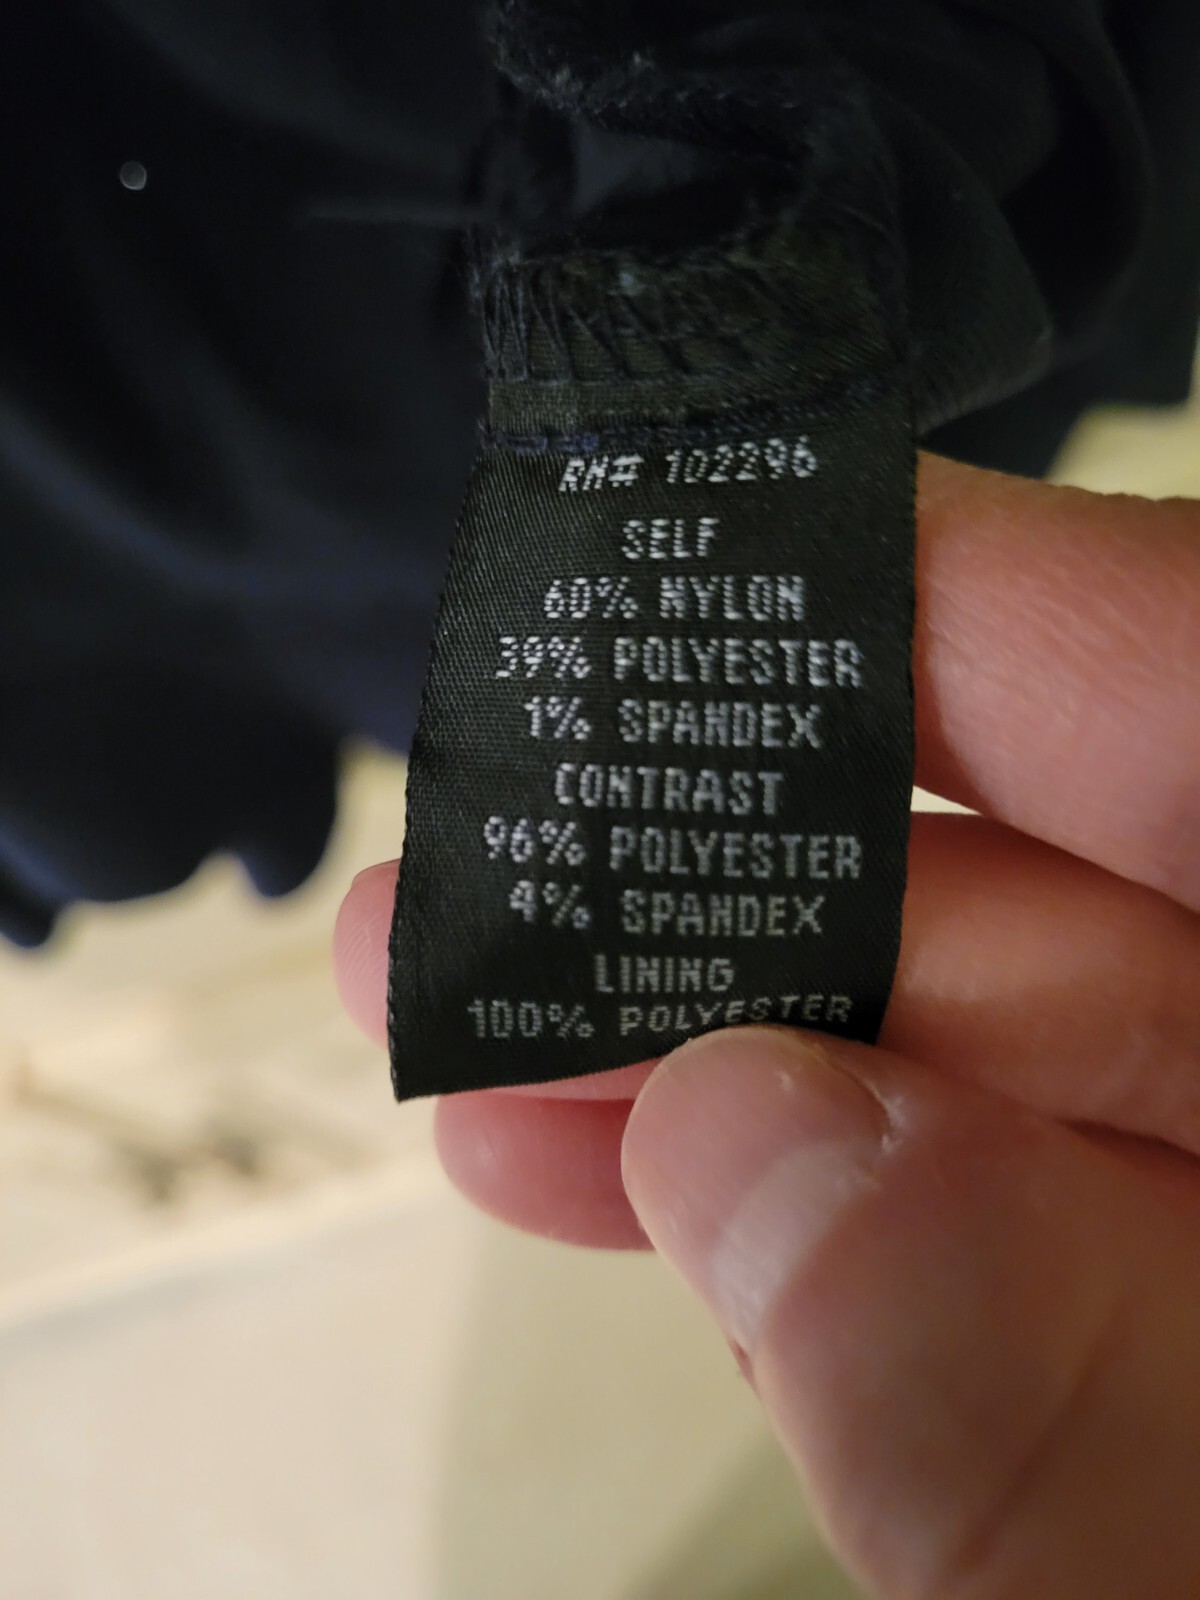 RN# 102296
SELF
60% NYLON
39% POLYESTER
1% SPANDEX
CONTRAST
96% POLYESTER
4% SPANDEX
LINING
100% POLYESTER